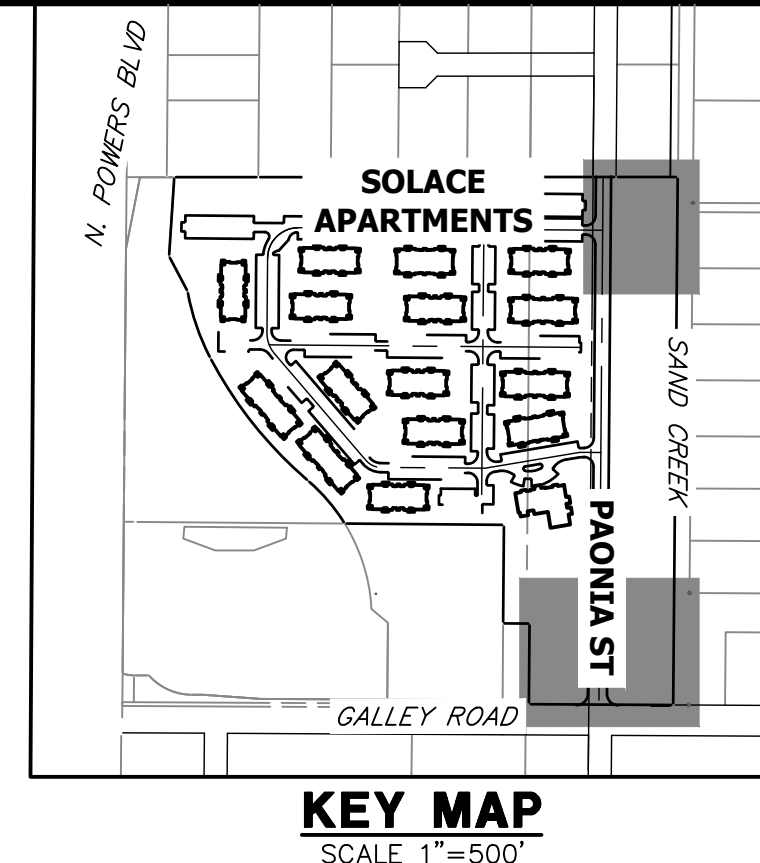 N. POWERS BLVD
SOLACE
APARTMENTS
SAND CREEK
PAONIA ST
GALLEY ROAD
KEY MAP
SCALE 1"=500'